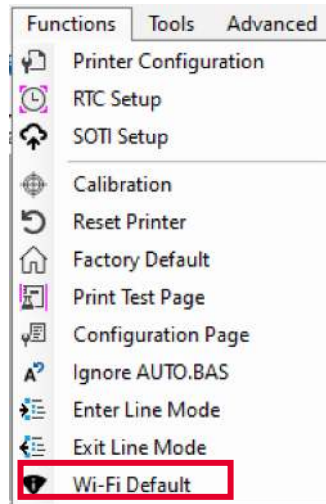 Functions Tools Advanced
Printer Configuration
RTC Setup
SOTI Setup
Calibration
Reset Printer
Factory Default
Print Test Page
Configuration Page
Ignore AUTO.BAS
Enter Line Mode
Exit Line Mode
Wi-Fi Default